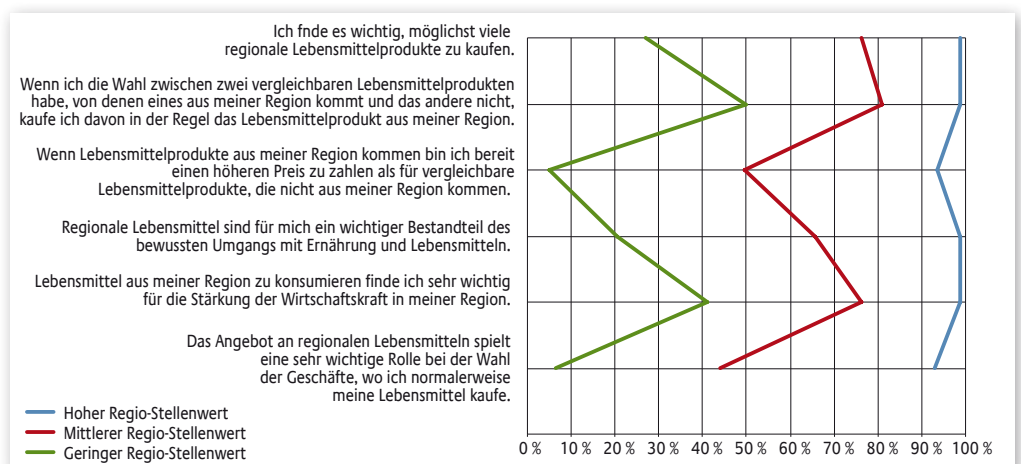 Ich fnde es wichtig, möglichst viele
regionale Lebensmittelprodukte zu kaufen.
Wenn ich die Wahl zwischen zwei vergleichbaren Lebensmittelprodukten
habe, von denen eines aus meiner Region kommt und das andere nicht,
kaufe ich davon in der Regel das Lebensmittelprodukt aus meiner Region.
Wenn Lebensmittelprodukte aus meiner Region kommen bin ich bereit
einen höheren Preis zu zahlen als für vergleichbare
Lebensmittelprodukte, die nicht aus meiner Region kommen.
Regionale Lebensmittel sind für mich ein wichtiger Bestandteil des
bewussten Umgangs mit Ernährung und Lebensmitteln.
Lebensmittel aus meiner Region zu konsumieren finde ich sehr wichtig
für die Stärkung der Wirtschaftskraft in meiner Region.
Das Angebot an regionalen Lebensmitteln spielt
eine sehr wichtige Rolle bei der Wahl
der Geschäfte, wo ich normalerweise
meine Lebensmittel kaufe.
Hoher Regio-Stellenwert
Mittlerer Regio-Stellenwert
Geringer Regio-Stellenwert
0 % 10 % 20 % 30 % 40 % 50 % 60 % 70 % 80 % 90 % 100 %